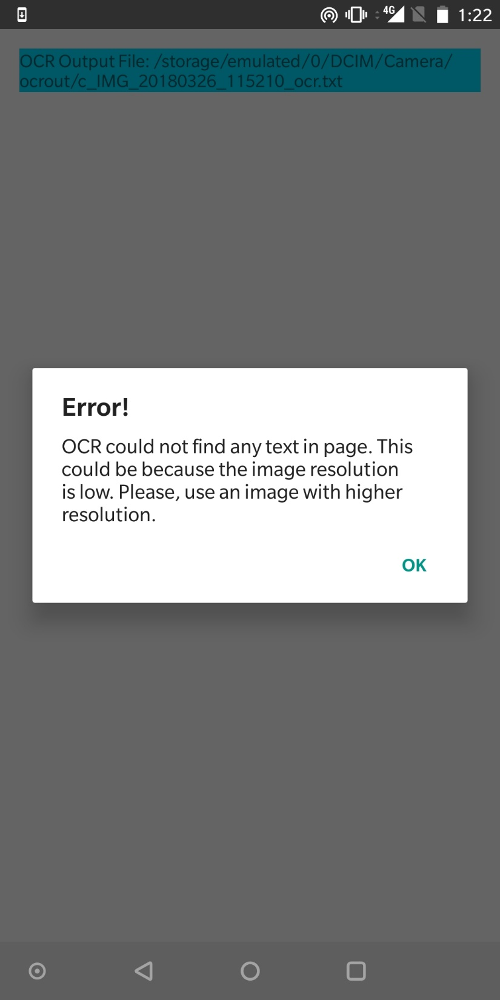 4G 1:22
OCR Output File: /storage/emulated/0/DCIM/Camera/
ocrout/c_IMG_20180326_115210_ocr.txt
Error!
OCR could not find any text in page. This
could be because the image resolution
is low. Please, use an image with higher
resolution.
OK